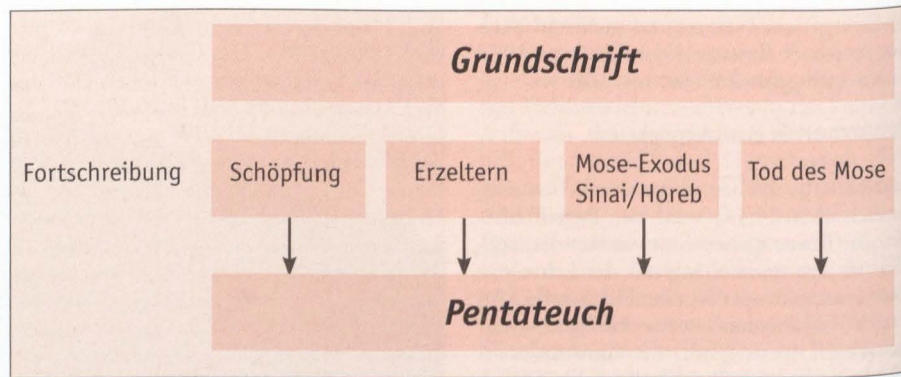 Grundschrift
Fortschreibung
Schöpfung
Erzeltern
Mose-Exodus
Sinai/Horeb
Tod des Mose
Pentateuch